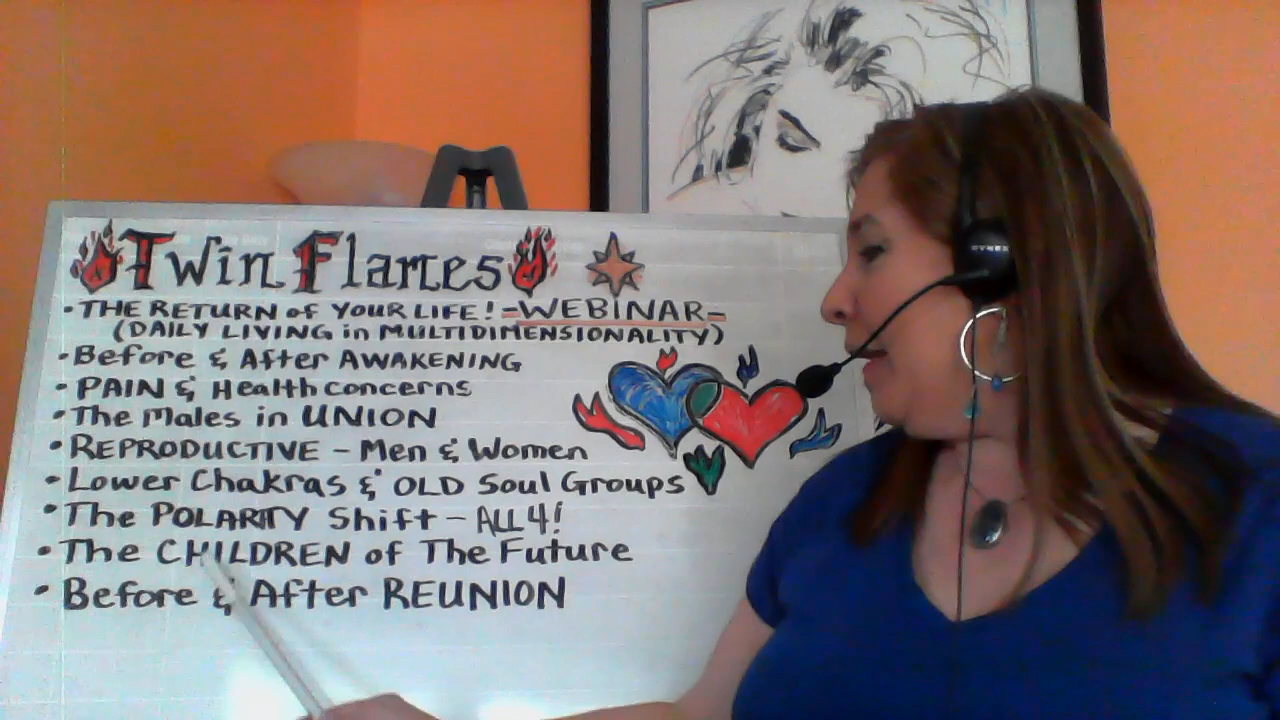 Twin Flames
• THE RETURN of YOUR LIFE! -WEBINAR-
(DAILY LIVING in MULTIDIMENSIONALITY)
• Before & After AWAKENING
• PAIN & Health concerns
• The Males in UNION
• REPRODUCTIVE - Men & Women
• Lower Chakras & OLD Soul Groups
• The POLARITY Shift - ALL 4!
• The CHILDREN of The Future
• Before & After REUNION